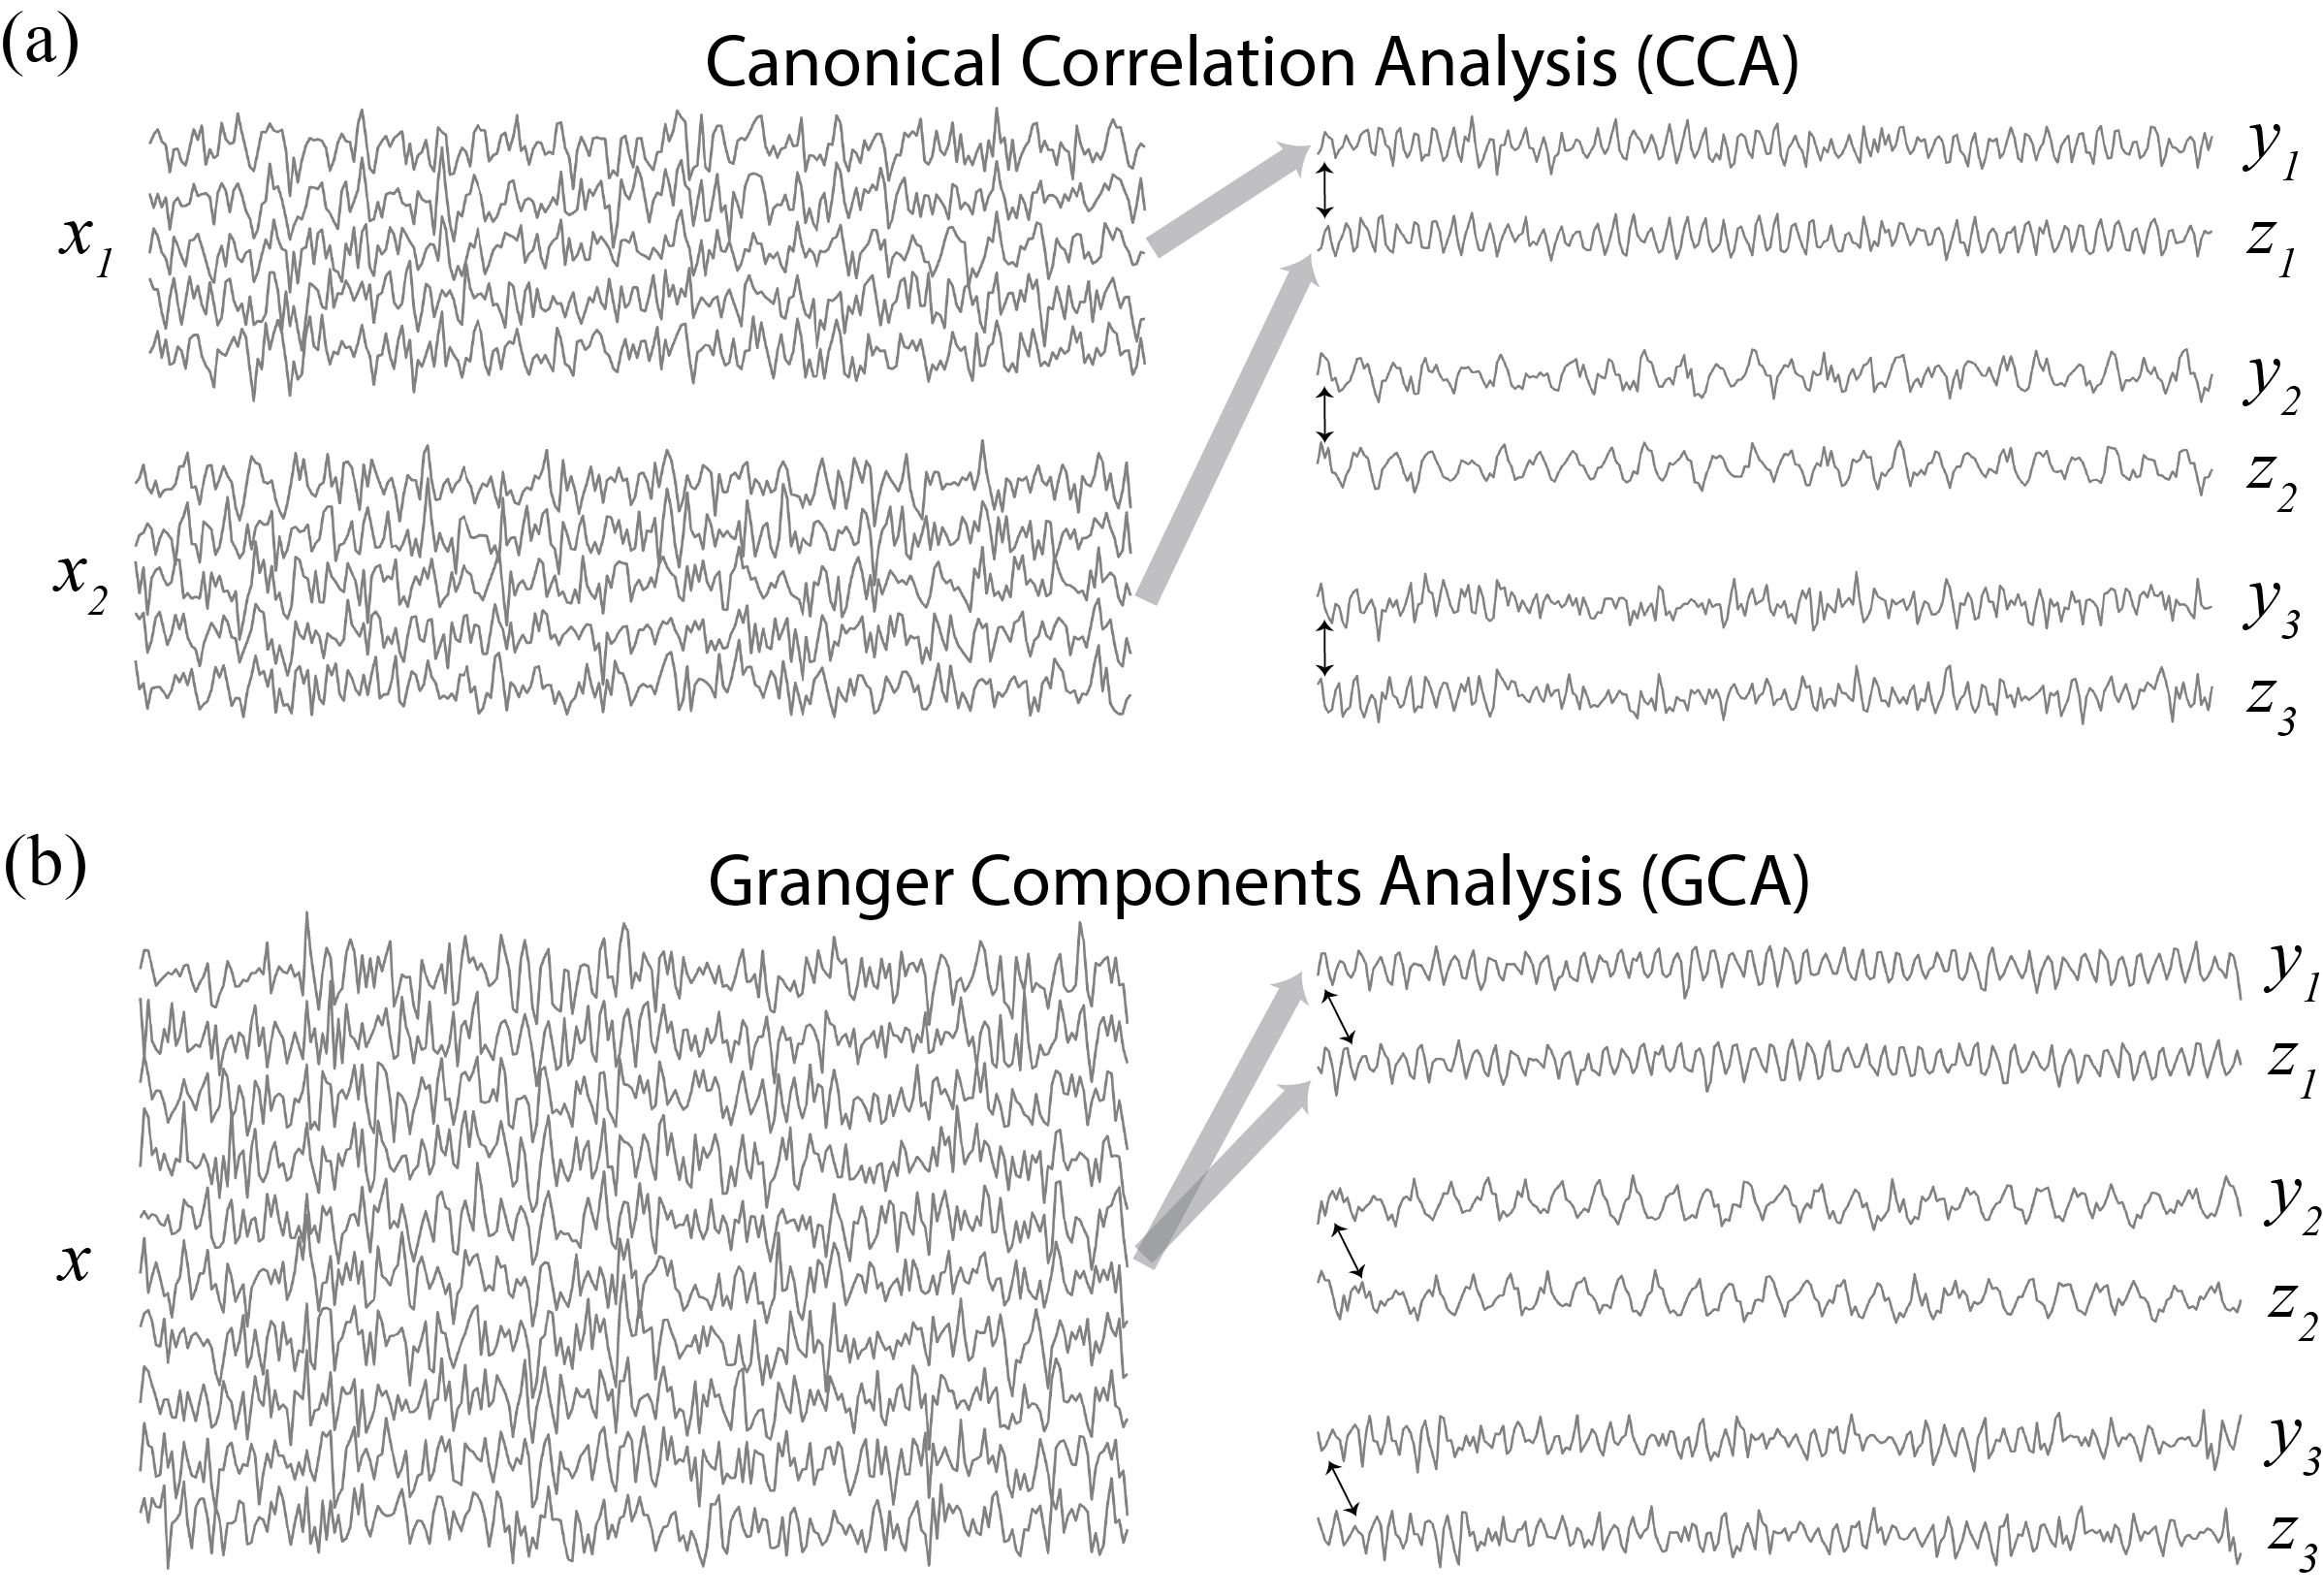 (a)
Canonical Correlation Analysis (CCA)
x1
x2
y1
z1
y2
z2
y3
z3
(b)
Granger Components Analysis (GCA)
x
y1
z1
y2
z2
y3
z3